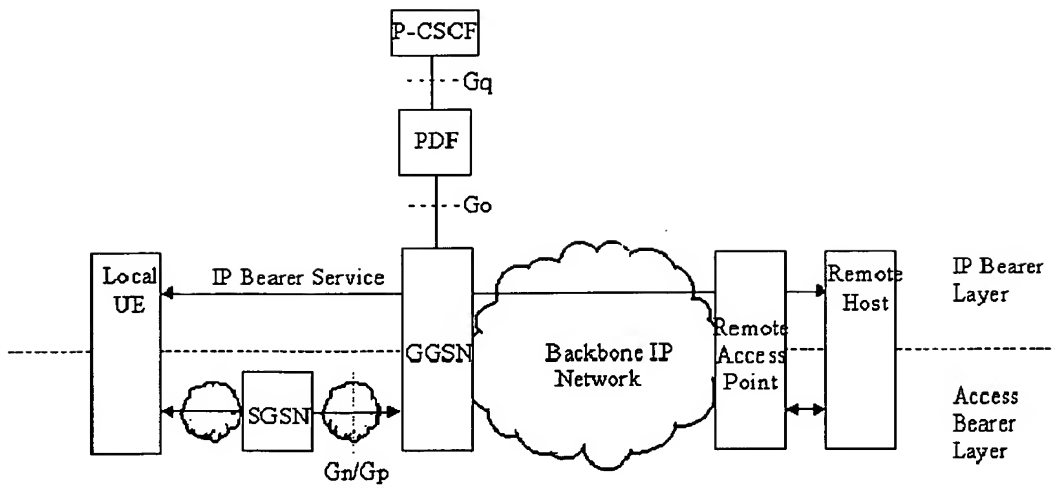 P-CSCF
Gq
PDF
Go
Local
UE
IP Bearer Service
GGSN
Backbone IP
Network
Remote
Access
Point
Remote
Host
IP Bearer
Layer
SGSN
Gn/Gp
Access
Bearer
Layer